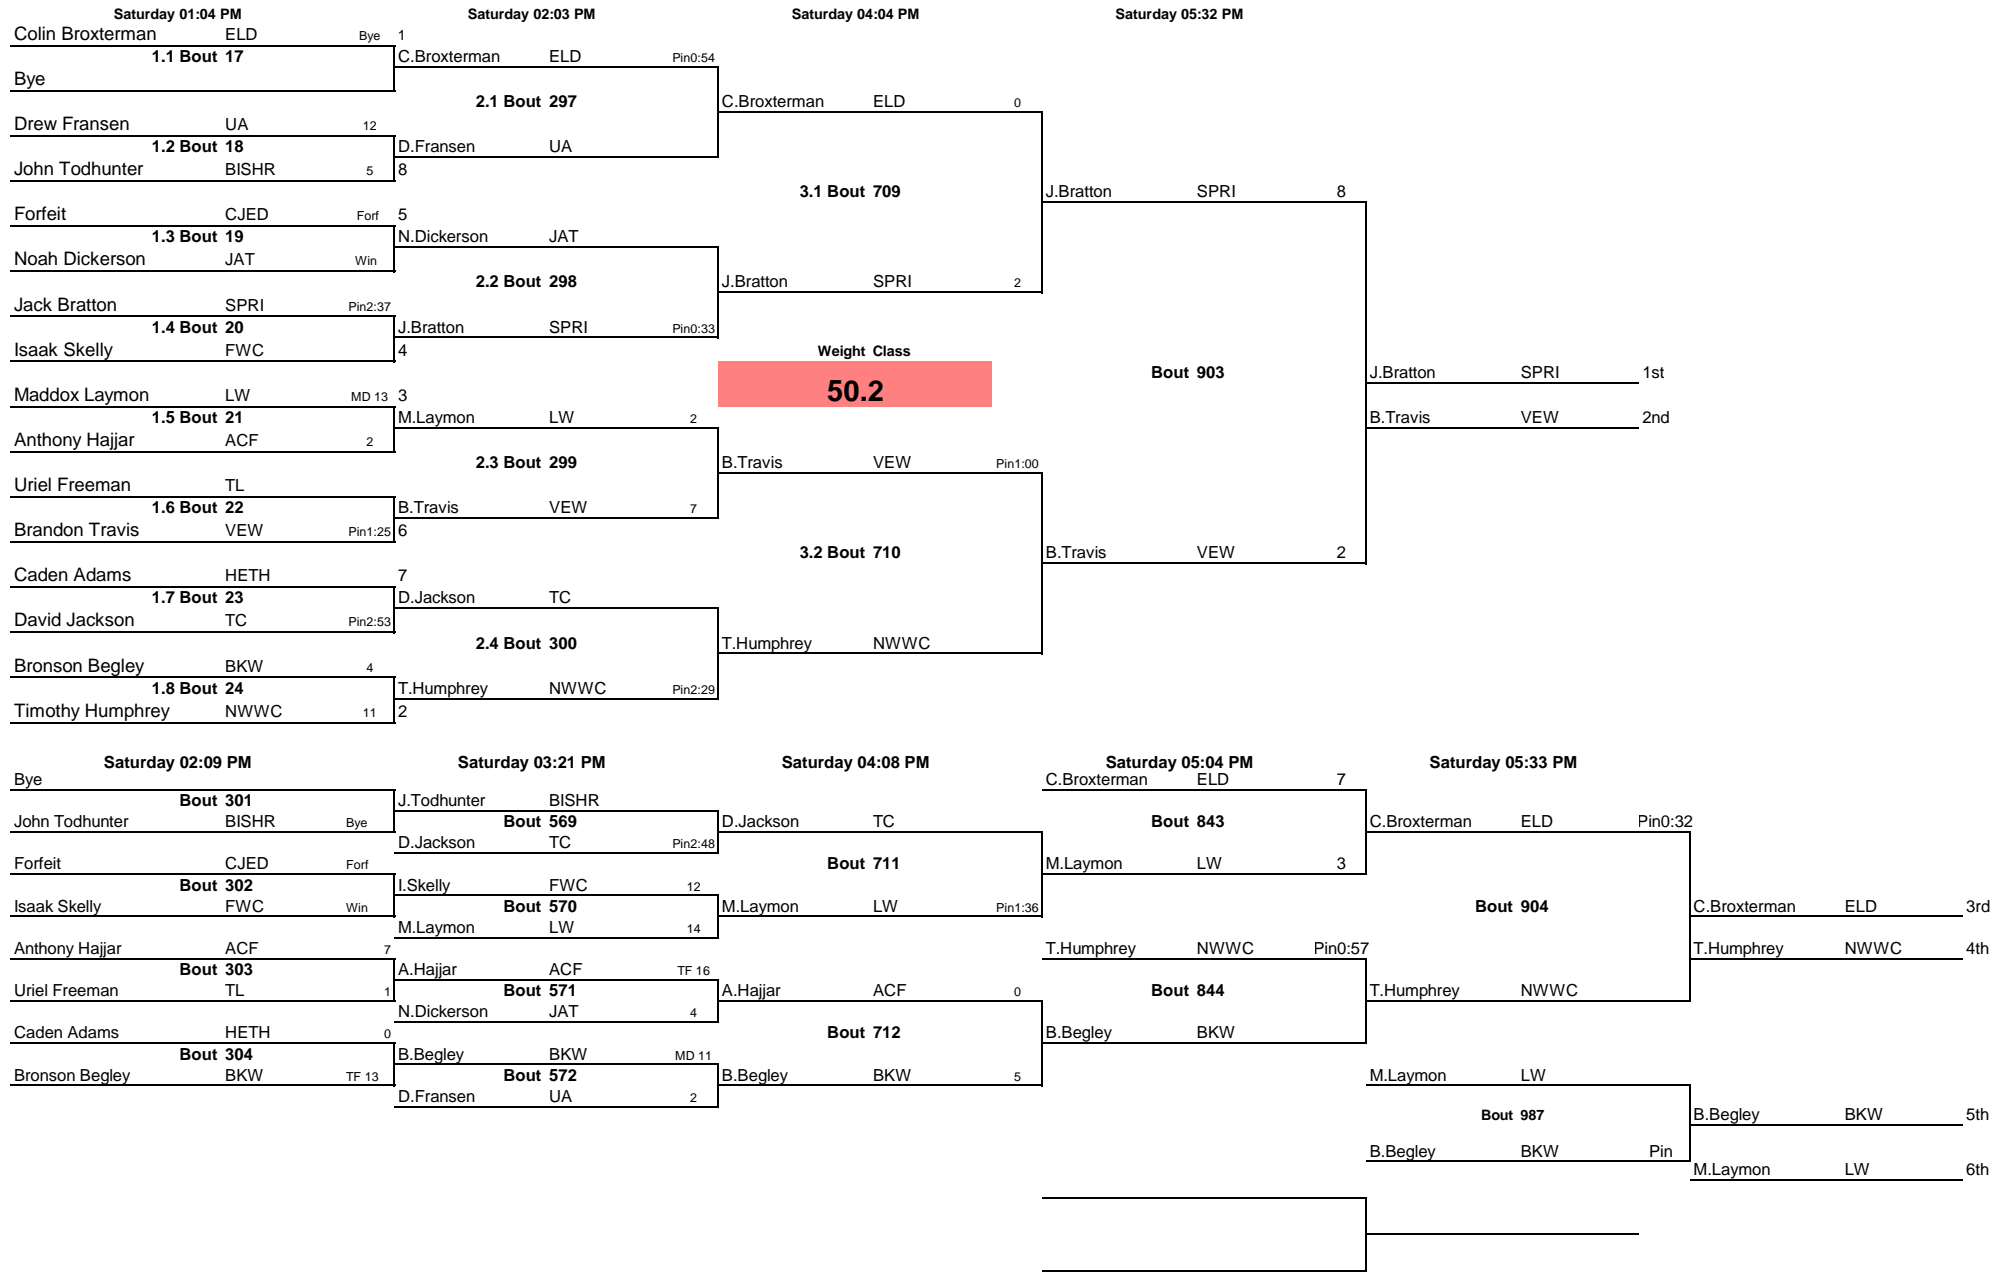 Saturday 01:04 PM Saturday 02:03 PM Saturday 04:04 PM Saturday 05:32 PM
Colin Broxterman ELD Bye 1
1.1 Bout 17 C.Broxterman ELD Pin0:54
Bye
2.1 Bout 297 C.Broxterman ELD 0
Drew Fransen UA 12
1.2 Bout 18 D.Fransen UA
John Todhunter BISHR 5 8
3.1 Bout 709 J.Bratton SPRI 8
Forfeit CJED Forf 5
1.3 Bout 19 N.Dickerson JAT
Noah Dickerson JAT Win
2.2 Bout 298 J.Bratton SPRI 2
Jack Bratton SPRI Pin2:37
1.4 Bout 20 J.Bratton SPRI Pin0:33
Isaak Skelly FWC 4 Weight Class
Bout 903 J.Bratton SPRI 1st
50.2
Maddox Laymon LW MD 13 3
1.5 Bout 21 M.Laymon LW 2 B.Travis VEW 2nd
Anthony Hajjar ACF 2
2.3 Bout 299 B.Travis VEW Pin1:00
Uriel Freeman TL
1.6 Bout 22 B.Travis VEW 7
Brandon Travis VEW Pin1:25 6
3.2 Bout 710 B.Travis VEW 2
Caden Adams HETH 7
1.7 Bout 23 D.Jackson TC
David Jackson TC Pin2:53
2.4 Bout 300 T.Humphrey NWWC
Bronson Begley BKW 4
1.8 Bout 24 T.Humphrey NWWC Pin2:29
Timothy Humphrey NWWC 11 2
Saturday 02:09 PM Saturday 03:21 PM Saturday 04:08 PM Saturday 05:04 PM Saturday 05:33 PM
Bye C.Broxterman ELD 7
Bout 301 J.Todhunter BISHR
John Todhunter BISHR Bye Bout 569 D.Jackson TC Bout 843 C.Broxterman ELD Pin0:32
D.Jackson TC Pin2:48
Forfeit CJED Forf Bout 711 M.Laymon LW 3
Bout 302 I.Skelly FWC 12
Isaak Skelly FWC Win Bout 570 M.Laymon LW Pin1:36 Bout 904 C.Broxterman ELD 3rd
M.Laymon LW 14
Anthony Hajjar ACF 7 T.Humphrey NWWC Pin0:57 T.Humphrey NWWC 4th
Bout 303 A.Hajjar ACF TF 16
Uriel Freeman TL 1 Bout 571 A.Hajjar ACF 0 Bout 844 T.Humphrey NWWC
N.Dickerson JAT 4
Caden Adams HETH 0 Bout 712 B.Begley BKW
Bout 304 B.Begley BKW MD 11
Bronson Begley BKW TF 13 Bout 572 B.Begley BKW 5 M.Laymon LW
D.Fransen UA 2
Bout 987 B.Begley BKW 5th
B.Begley BKW Pin
M.Laymon LW 6th